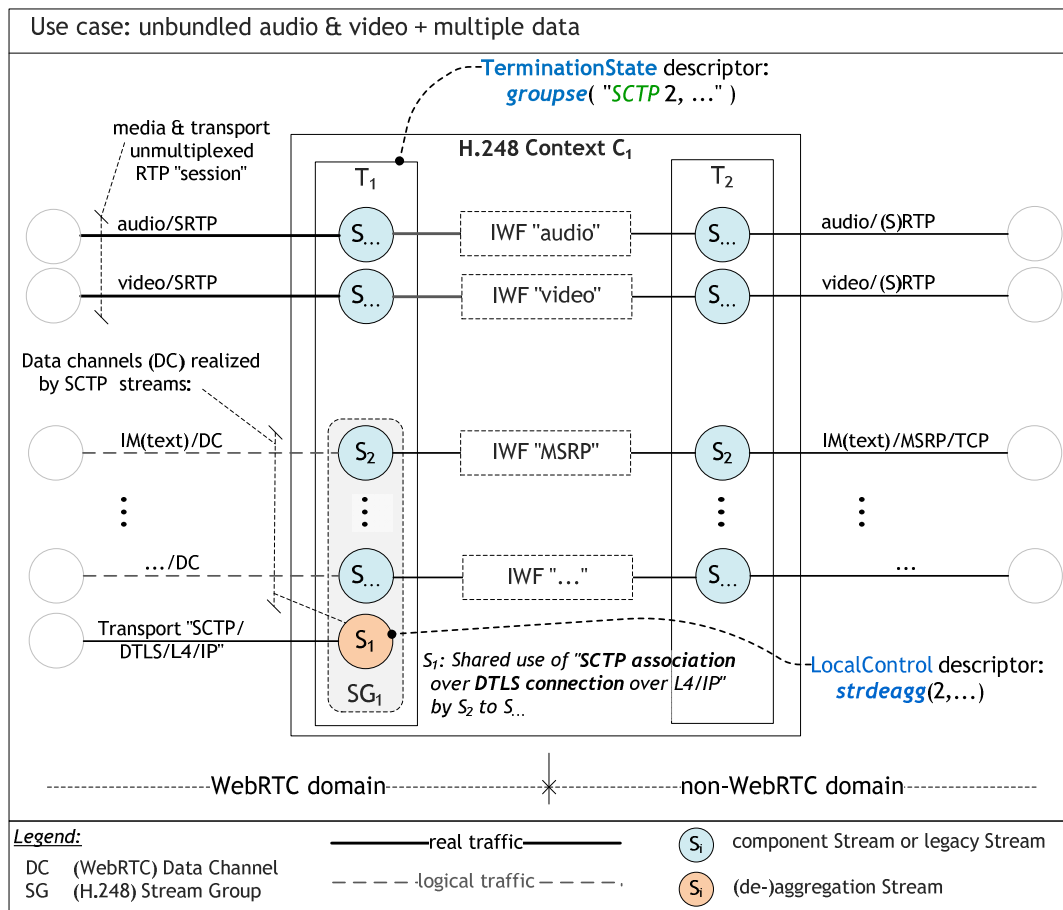 Use case: unbundled audio & video + multiple data
TerminationState descriptor:
groupse( "SCTP 2, ..." )
media & transport
unmultiplexed
RTP "session"
H.248 Context C₁
T₁
T₂
audio/SRTP
S...
IWF "audio"
S...
audio/(S)RTP
video/SRTP
S...
IWF "video"
S...
video/(S)RTP
Data channels (DC) realized
by SCTP streams:
IM(text)/DC
S₂
IWF "MSRP"
S₂
IM(text)/MSRP/TCP
.../DC
S...
IWF "..."
S...
...
Transport "SCTP/
DTLS/L4/IP"
S₁
SG₁
S₁: Shared use of "SCTP association
over DTLS connection over L4/IP"
by S₂ to S...
LocalControl descriptor:
strdeagg(2,...)
WebRTC domain
non-WebRTC domain
Legend:
DC (WebRTC) Data Channel
SG (H.248) Stream Group
real traffic
logical traffic
Sᵢ component Stream or legacy Stream
Sᵢ (de-)aggregation Stream